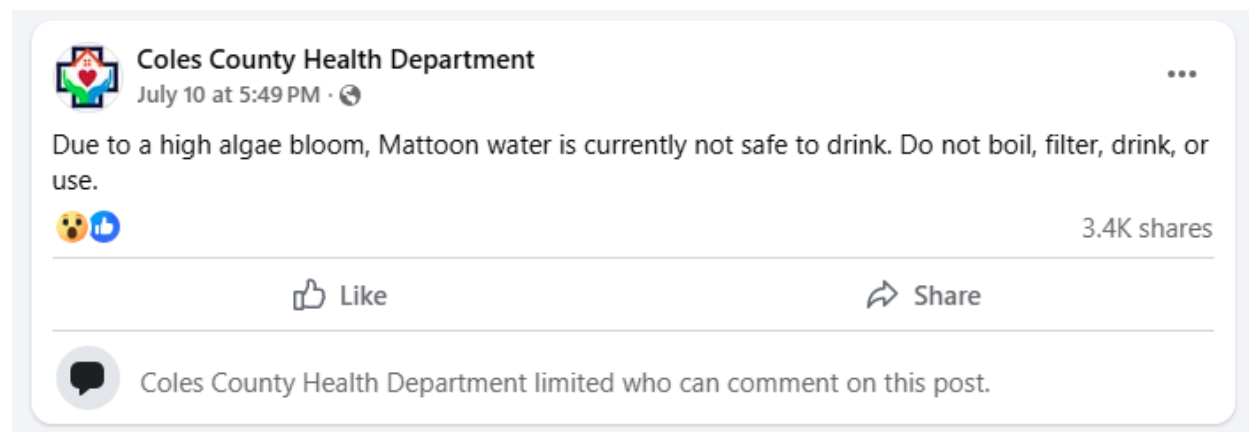 Coles County Health Department
July 10 at 5:49 PM ·
Due to a high algae bloom, Mattoon water is currently not safe to drink. Do not boil, filter, drink, or
use.
3.4K shares
Like
Share
Coles County Health Department limited who can comment on this post.